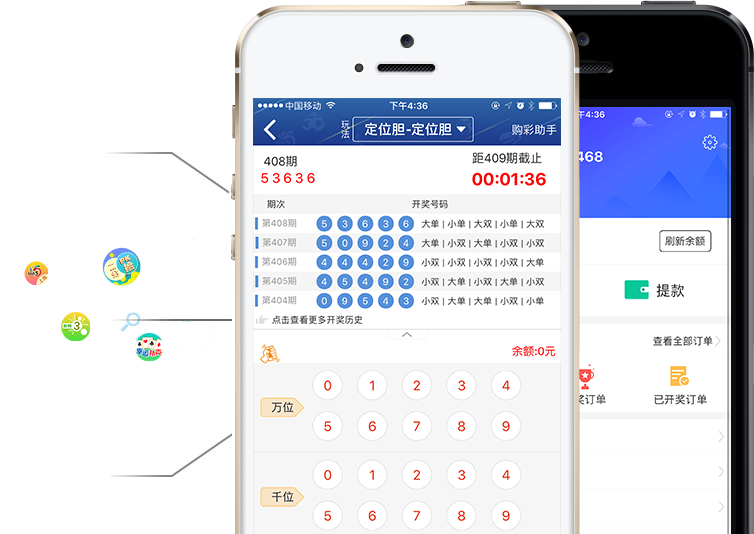 中国移动 下午4:36
玩法 定位胆-定位胆 购彩助手
408期 距409期截止
5 3 6 3 6 00:01:36
期次 开奖号码
第408期 5 3 6 3 6 大单 | 小单 | 大双 | 小单 | 大双
第407期 5 0 9 2 4 大单 | 小双 | 大单 | 小双 | 小双
第406期 4 4 4 2 9 小双 | 小双 | 小双 | 小双 | 大单
第405期 4 5 4 9 2 小双 | 大单 | 小双 | 大单 | 小双
第404期 0 9 5 4 3 小双 | 大单 | 大单 | 小双 | 小单
点击查看更多开奖历史
余额:0元
万位
0 1 2 3 4
5 6 7 8 9
千位
0 1 2 3 4
5 6 7 8 9
午4:36
468
刷新余额
提款
查看全部订单
奖订单 已开奖订单
3